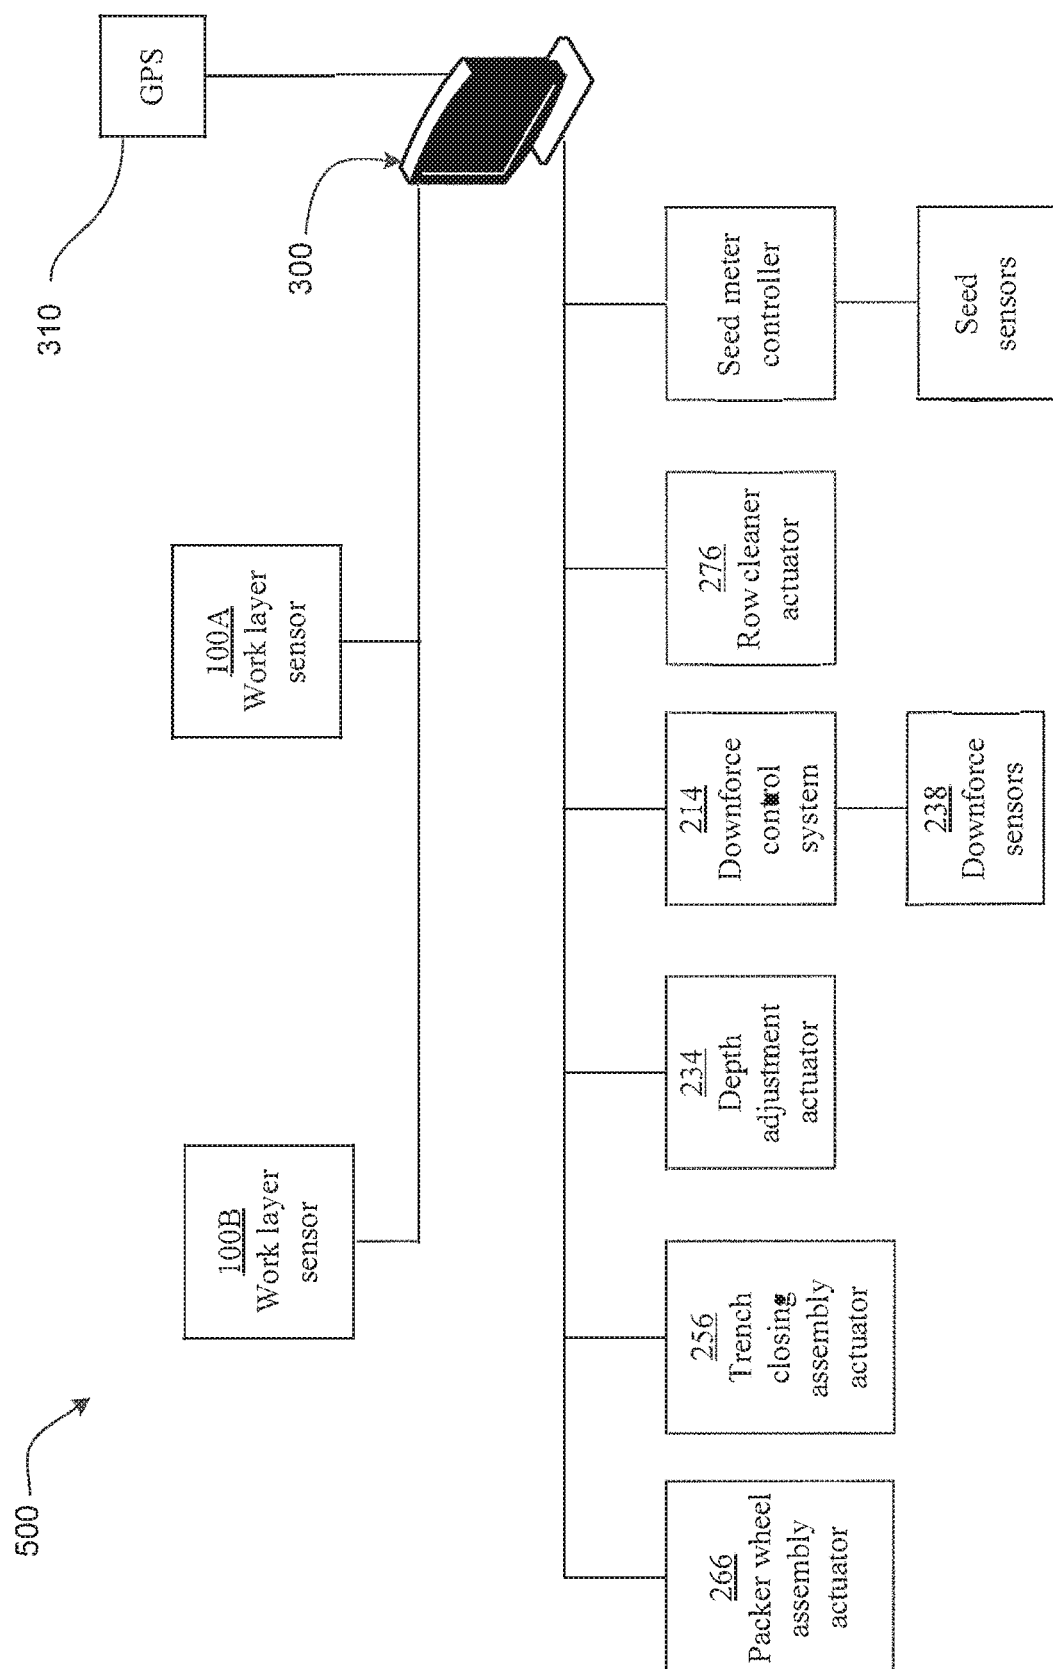 500
310
GPS
300
100B
Work layer
sensor
100A
Work layer
sensor
266
Packer wheel
assembly
actuator
256
Trench
closing
assembly
actuator
234
Depth
adjustment
actuator
214
Downforce
control
system
276
Row cleaner
actuator
Seed meter
controller
238
Downforce
sensors
Seed
sensors